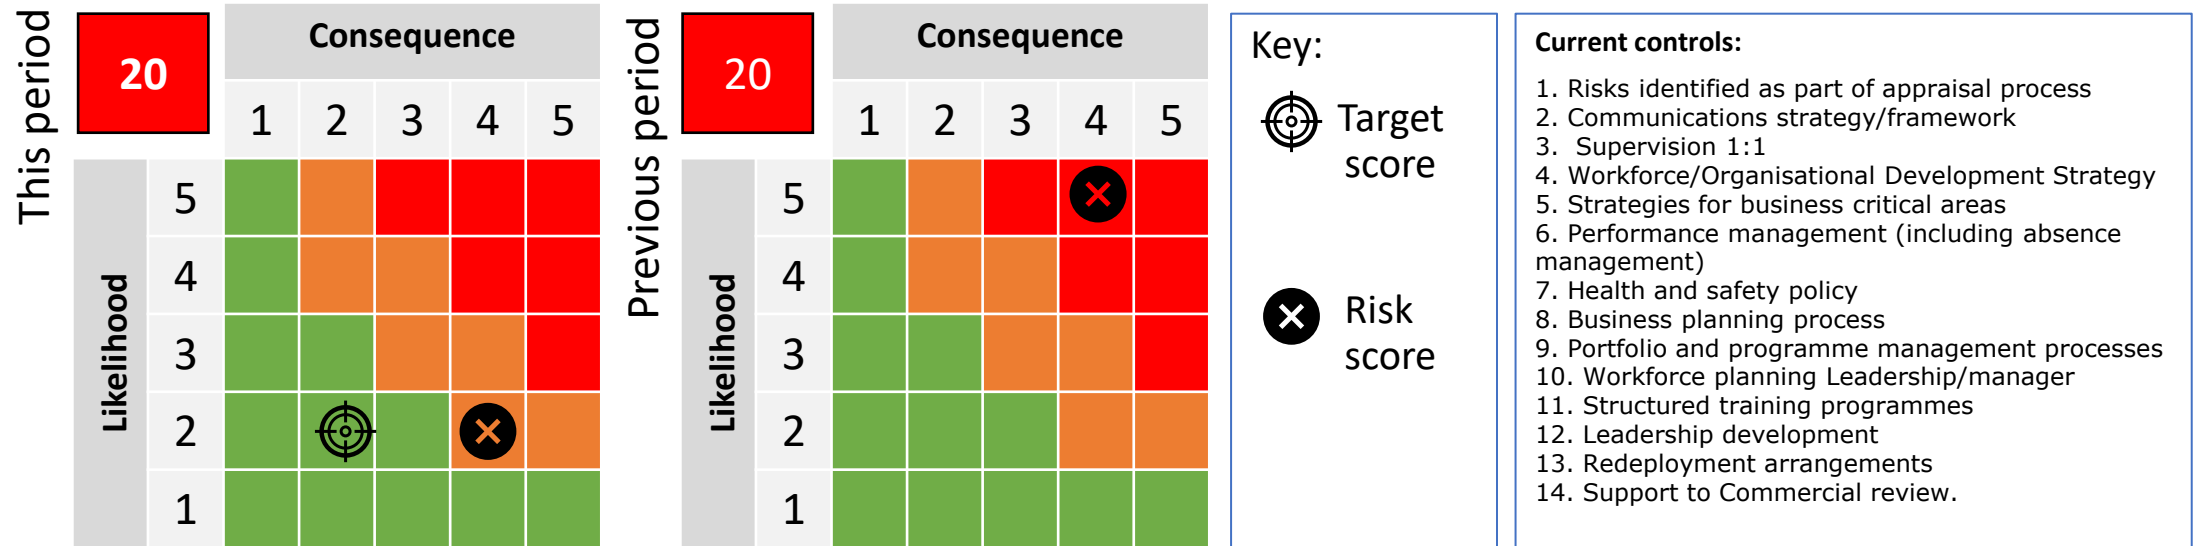 This period
20
Consequence
1 2 3 4 5
Likelihood
5
4
3
2
1
Previous period
20
Consequence
1 2 3 4 5
Likelihood
5
4
3
2
1
Key:
Target
score
Risk
score
Current controls:
1. Risks identified as part of appraisal process
2. Communications strategy/framework
3. Supervision 1:1
4. Workforce/Organisational Development Strategy
5. Strategies for business critical areas
6. Performance management (including absence
management)
7. Health and safety policy
8. Business planning process
9. Portfolio and programme management processes
10. Workforce planning Leadership/manager
11. Structured training programmes
12. Leadership development
13. Redeployment arrangements
14. Support to Commercial review.